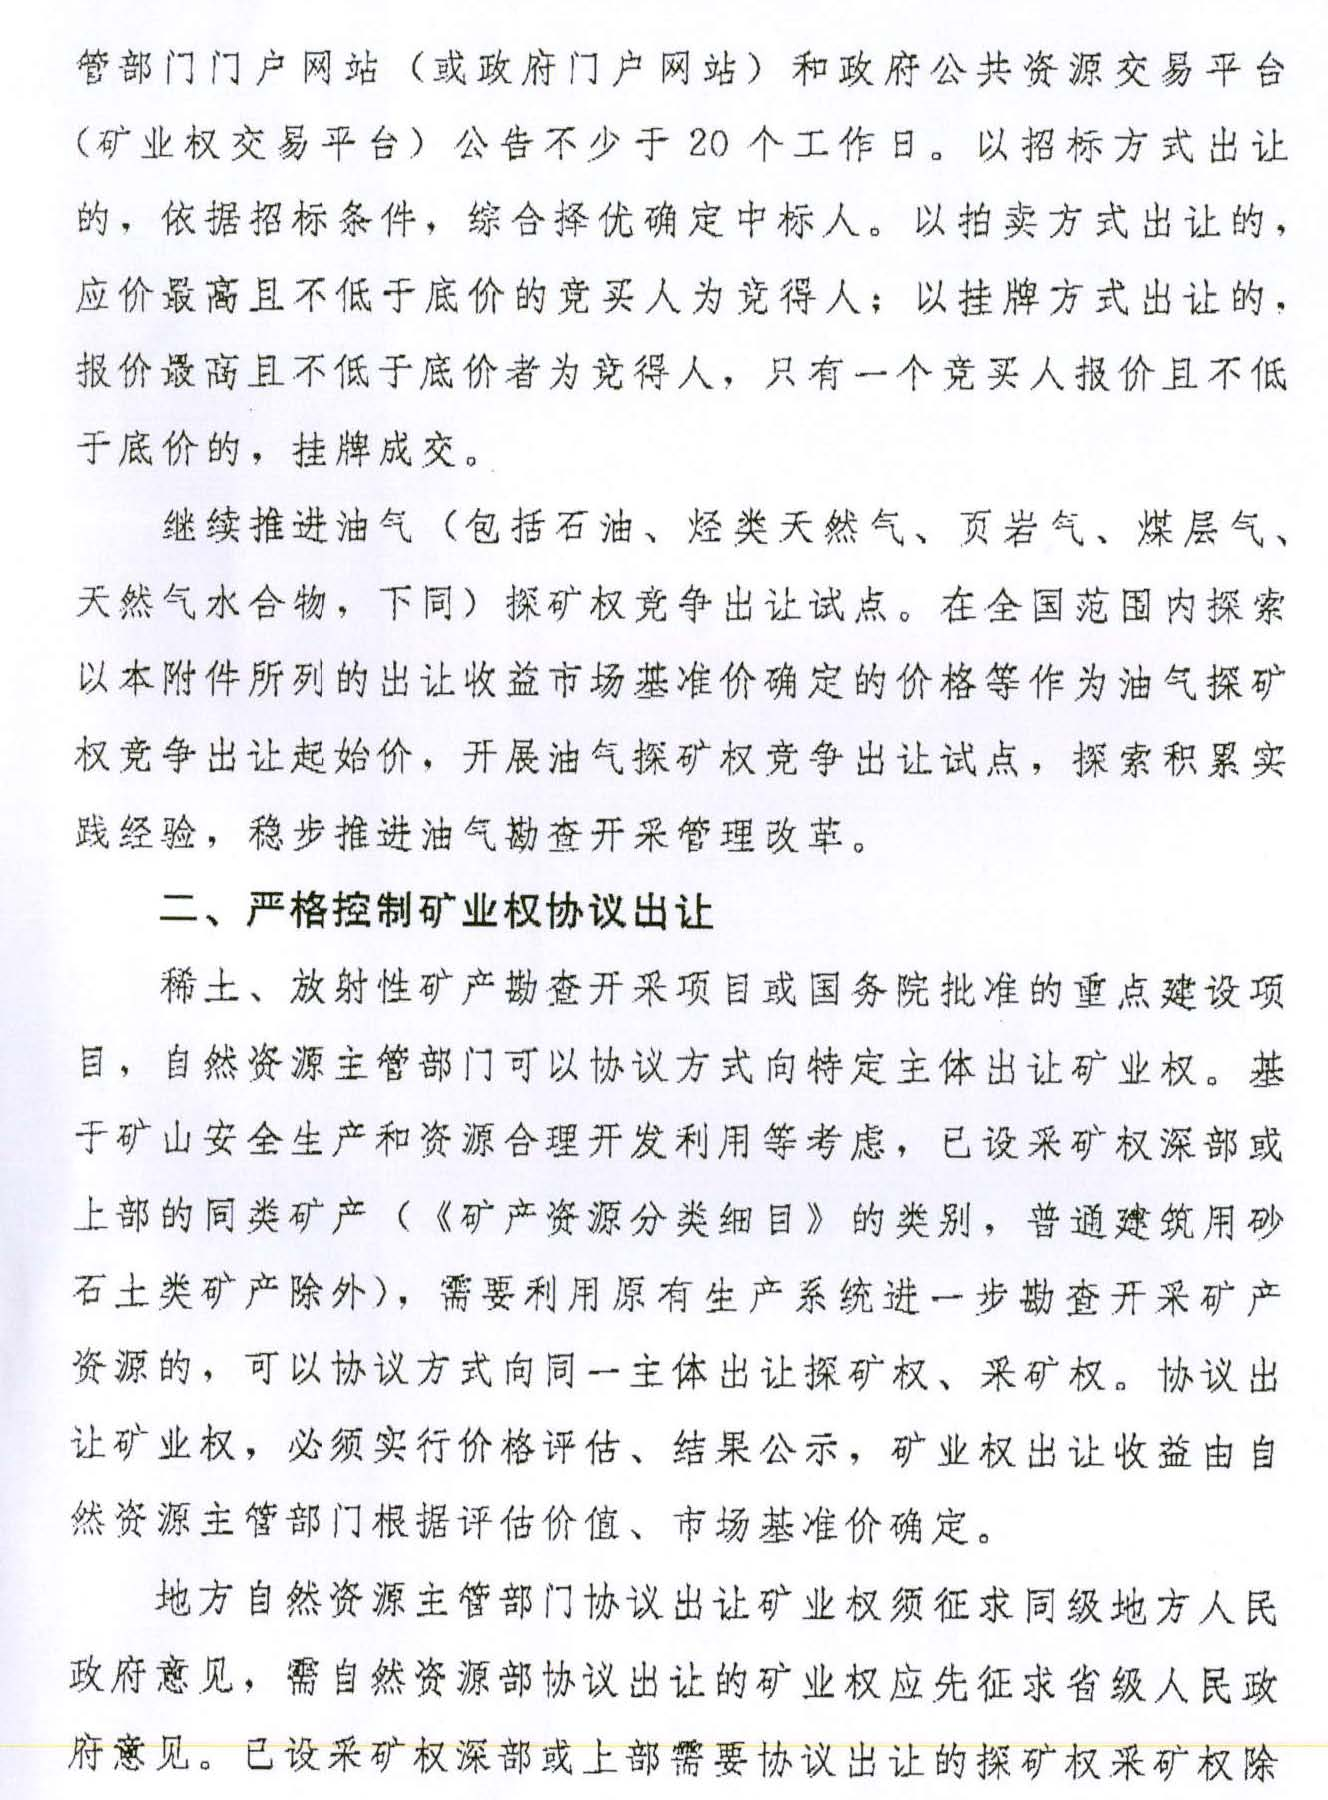 管部门门户网站（或政府门户网站）和政府公共资源交易平台
（矿业权交易平台）公告不少于 20 个工作日。以招标方式出让
的，依据招标条件，综合择优确定中标人。以拍卖方式出让的，
应价最高且不低于底价的竞买人为竞得人；以挂牌方式出让的，
报价最高且不低于底价者为竞得人，只有一个竞买人报价且不低
于底价的，挂牌成交。
继续推进油气（包括石油、烃类天然气、页岩气、煤层气、
天然气水合物，下同）探矿权竞争出让试点。在全国范围内探索
以本附件所列的出让收益市场基准价确定的价格等作为油气探矿
权竞争出让起始价，开展油气探矿权竞争出让试点，探索积累实
践经验，稳步推进油气勘查开采管理改革。
二、严格控制矿业权协议出让
稀土、放射性矿产勘查开采项目或国务院批准的重点建设项
目，自然资源主管部门可以协议方式向特定主体出让矿业权。基
于矿山安全生产和资源合理开发利用等考虑，已设采矿权深部或
上部的同类矿产（《矿产资源分类细目》的类别，普通建筑用砂
石土类矿产除外），需要利用原有生产系统进一步勘查开采矿产
资源的，可以协议方式向同一主体出让探矿权、采矿权。协议出
让矿业权，必须实行价格评估、结果公示，矿业权出让收益由自
然资源主管部门根据评估价值、市场基准价确定。
地方自然资源主管部门协议出让矿业权须征求同级地方人民
政府意见，需自然资源部协议出让的矿业权应先征求省级人民政
府意见。已设采矿权深部或上部需要协议出让的探矿权采矿权除